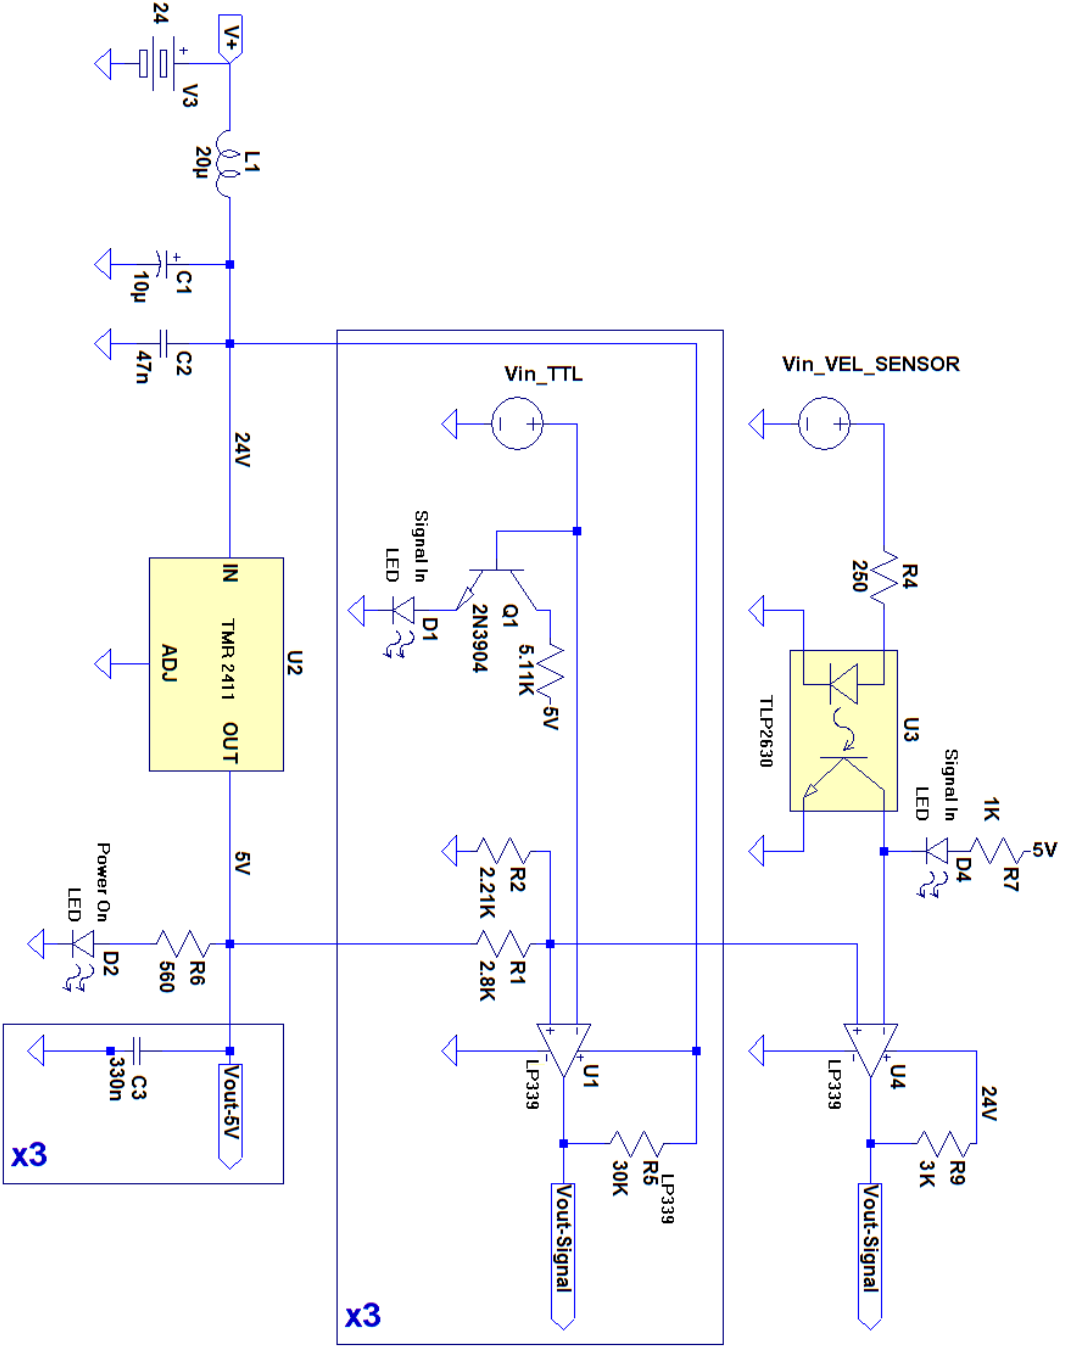 24
V+
V3
+
L1
20µ
+
C1
10µ
C2
47n
24V
IN
TMR 2411
OUT
ADJ
U2
5V
Power On
LED
D2
R6
560
C3
330n
Vout-5V
x3
Vin_TTL
Signal In
LED
D1
Q1
2N3904
5.11K
5V
R2
2.21K
R1
2.8K
U1
LP339
R5
30K
LP339
Vout-Signal
x3
Vin_VEL_SENSOR
R4
250
U3
TLP2630
Signal In
LED
D4
1K
R7
5V
U4
LP339
24V
R9
3K
Vout-Signal